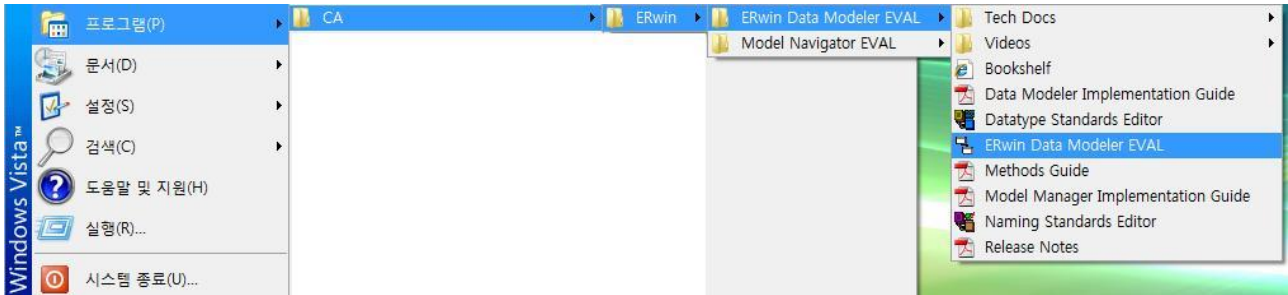 Windows Vista™
프로그램(P)
문서(D)
설정(S)
검색(C)
도움말 및 지원(H)
실행(R)...
시스템 종료(U)...
CA
ERwin
ERwin Data Modeler EVAL
Model Navigator EVAL
Tech Docs
Videos
Bookshelf
Data Modeler Implementation Guide
Datatype Standards Editor
ERwin Data Modeler EVAL
Methods Guide
Model Manager Implementation Guide
Naming Standards Editor
Release Notes